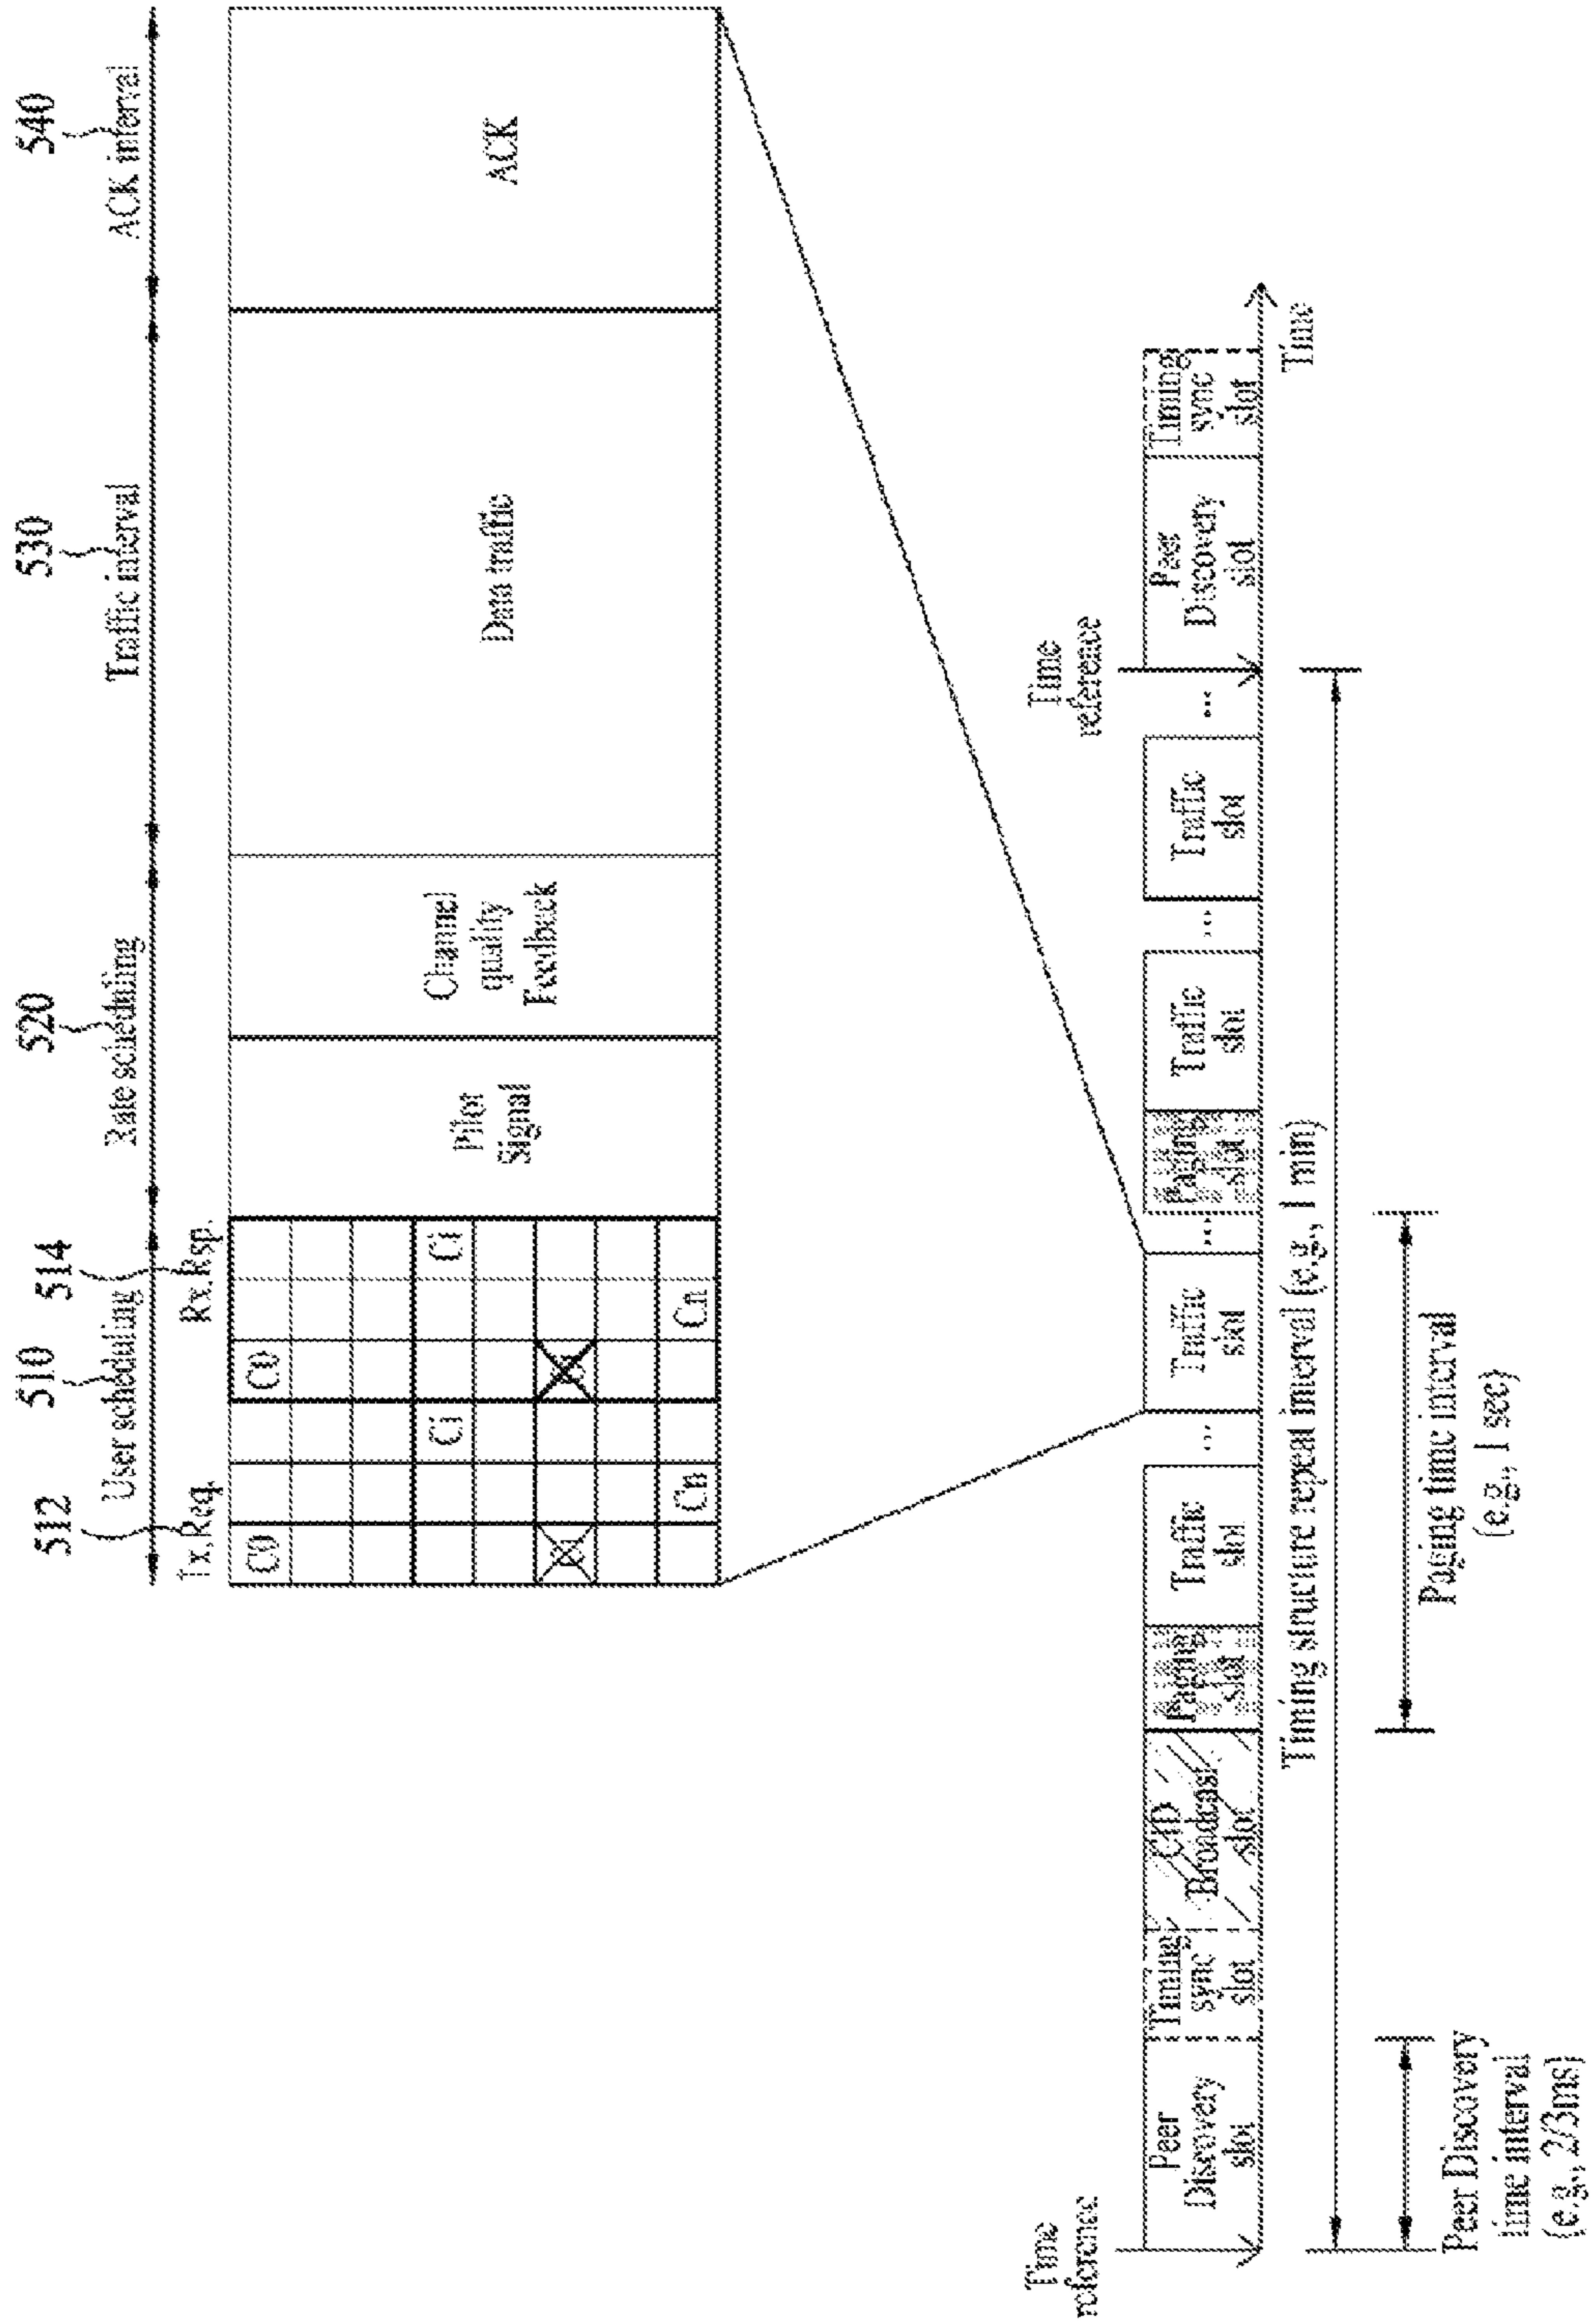 510
520
530
540
User scheduling
Rate scheduling
Traffic interval
ACK interval
512
514
Tx.Req.
Rx.Rsp.
C0
C0
Ci
Ci
Cn
Cn
Pilot
Signal
Channel
quality
Feedback
Data traffic
ACK
Time
reference
Time
reference
Peer
Discovery
slot
Timing
sync
slot
CID
Broadcast
slot
Paging
slot
Traffic
slot
...
Traffic
slot
...
Paging
slot
Traffic
slot
...
Traffic
slot
...
Peer
Discovery
slot
Timing
sync
slot
Time
Timing structure repeat interval (e.g., 1 min)
Peer Discovery
time interval
(e.g., 2/3ms)
Paging time interval
(e.g., 1 sec)